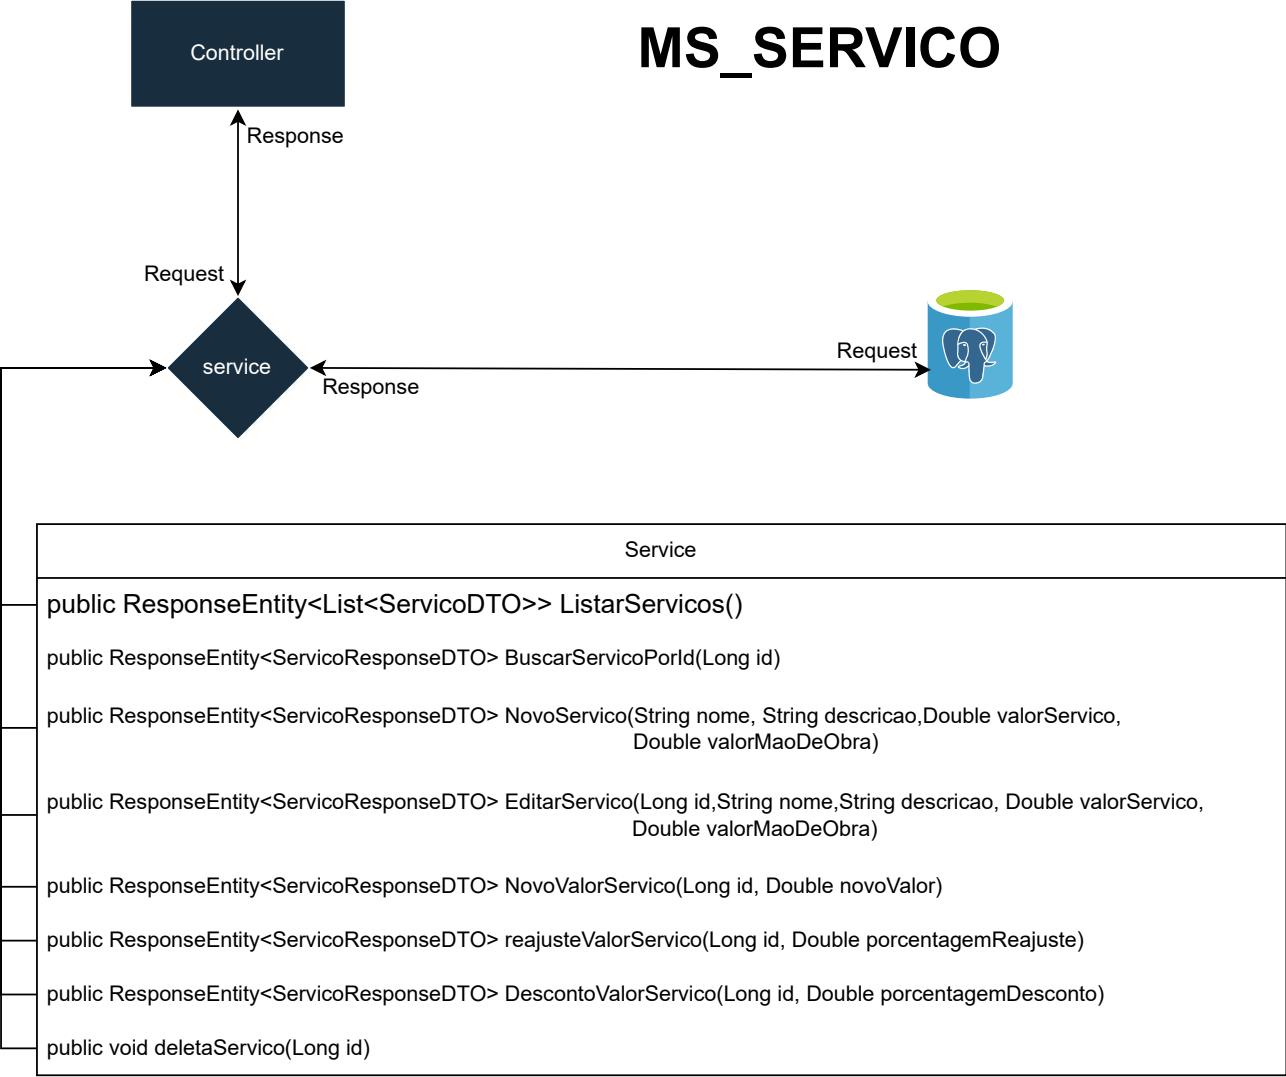 Controller
MS_SERVICO
Response
Request
service
Request
Response
Service
public ResponseEntity<List<ServicoDTO>> ListarServicos()
public ResponseEntity<ServicoResponseDTO> BuscarServicoPorId(Long id)
public ResponseEntity<ServicoResponseDTO> NovoServico(String nome, String descricao,Double valorServico,
Double valorMaoDeObra)
public ResponseEntity<ServicoResponseDTO> EditarServico(Long id,String nome,String descricao, Double valorServico,
Double valorMaoDeObra)
public ResponseEntity<ServicoResponseDTO> NovoValorServico(Long id, Double novoValor)
public ResponseEntity<ServicoResponseDTO> reajusteValorServico(Long id, Double porcentagemReajuste)
public ResponseEntity<ServicoResponseDTO> DescontoValorServico(Long id, Double porcentagemDesconto)
public void deletaServico(Long id)